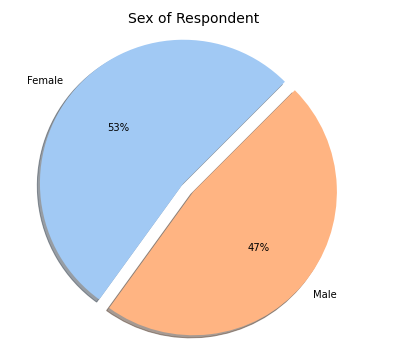 Sex of Respondent
Female
53%
47%
Male